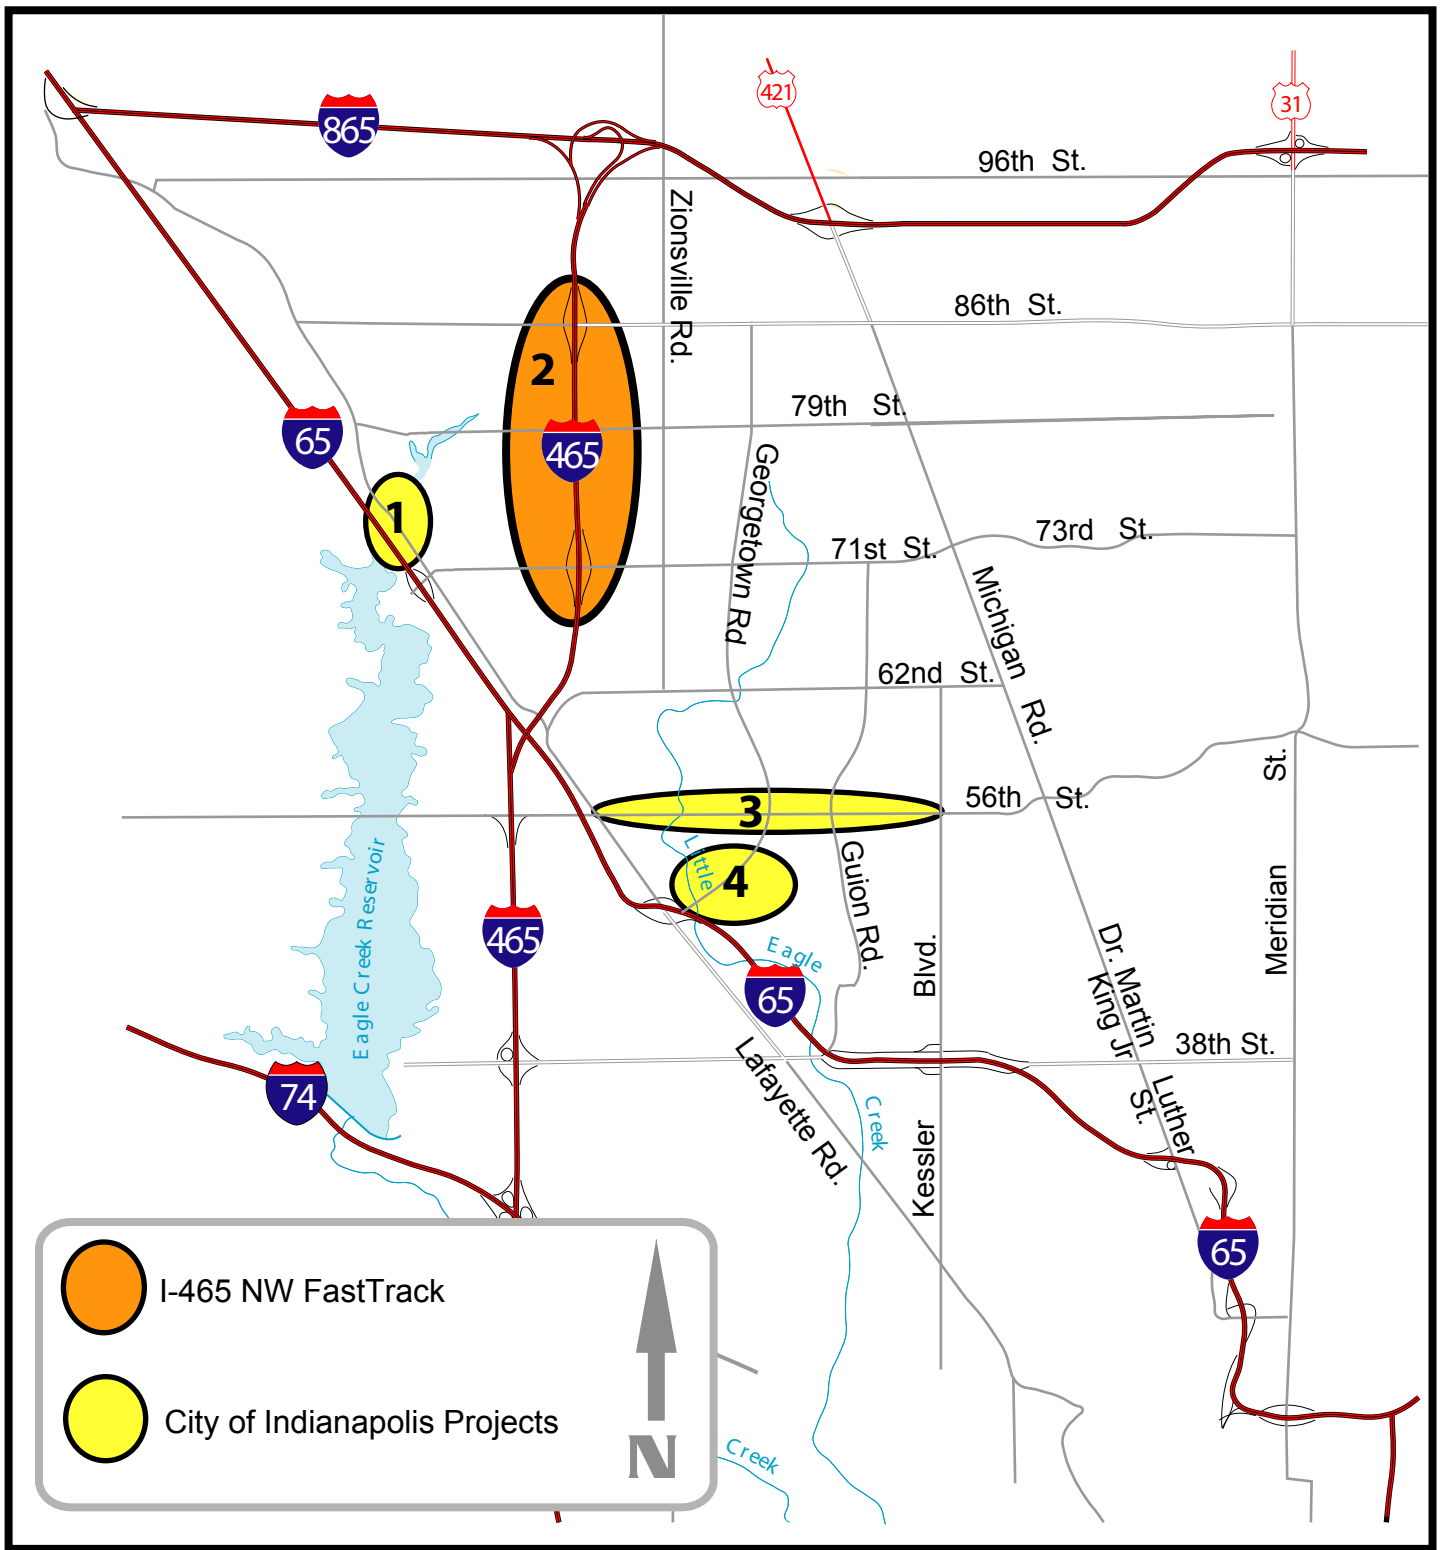 865
421
31
96th St.
Zionsville Rd.
86th St.
2
79th St.
65
465
Georgetown Rd
1
73rd St.
71st St.
Michigan Rd.
62nd St.
St.
Meridian
3
56th St.
Little
4
Guion Rd.
Eagle Creek Reservoir
465
Eagle
Blvd.
Kessler
65
Dr. Martin
King Jr
Luther
St.
38th St.
Lafayette Rd.
74
Creek
65
I-465 NW FastTrack
City of Indianapolis Projects
N
Creek